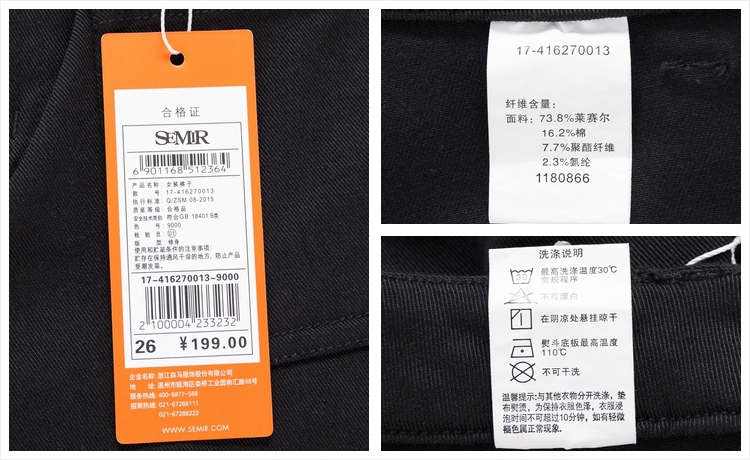 合格证
SEMIR
6 901168 512364
产品名称: 女装裤子
款 号: 17-416270013
执行标准: Q/ZSM 08-2015
质量等级: 合格品
安全技术类别: 符合GB 18401 B类
色 号: 9000
检 验 员: 01
版 型: 修身
使用和贮藏条件的注意事项:
贮存在保持通风干燥的地方, 防止产品
受潮发霉。
17-416270013-9000
2 100004 233232
26 ¥199.00
企业名称: 浙江森马服饰股份有限公司
地 址: 温州市瓯海区娄桥工业园南汇路98号
服务热线: 400-8877-588
招商热线: 021-67288111
021-67288222
WWW.SEMIR.COM
17-416270013
纤维含量:
面料: 73.8%莱赛尔
16.2%棉
7.7%聚酯纤维
2.3%氨纶
1180866
洗涤说明
30
最高洗涤温度30℃
常规程序
不可漂白
在阴凉处悬挂晾干
熨斗底板最高温度
110℃
不可干洗
温馨提示:与其他衣物分开洗涤, 垫
布熨烫, 为保持衣服色泽, 衣服浸
泡时间不可超过10分钟, 如有轻微
褪色属正常现象.